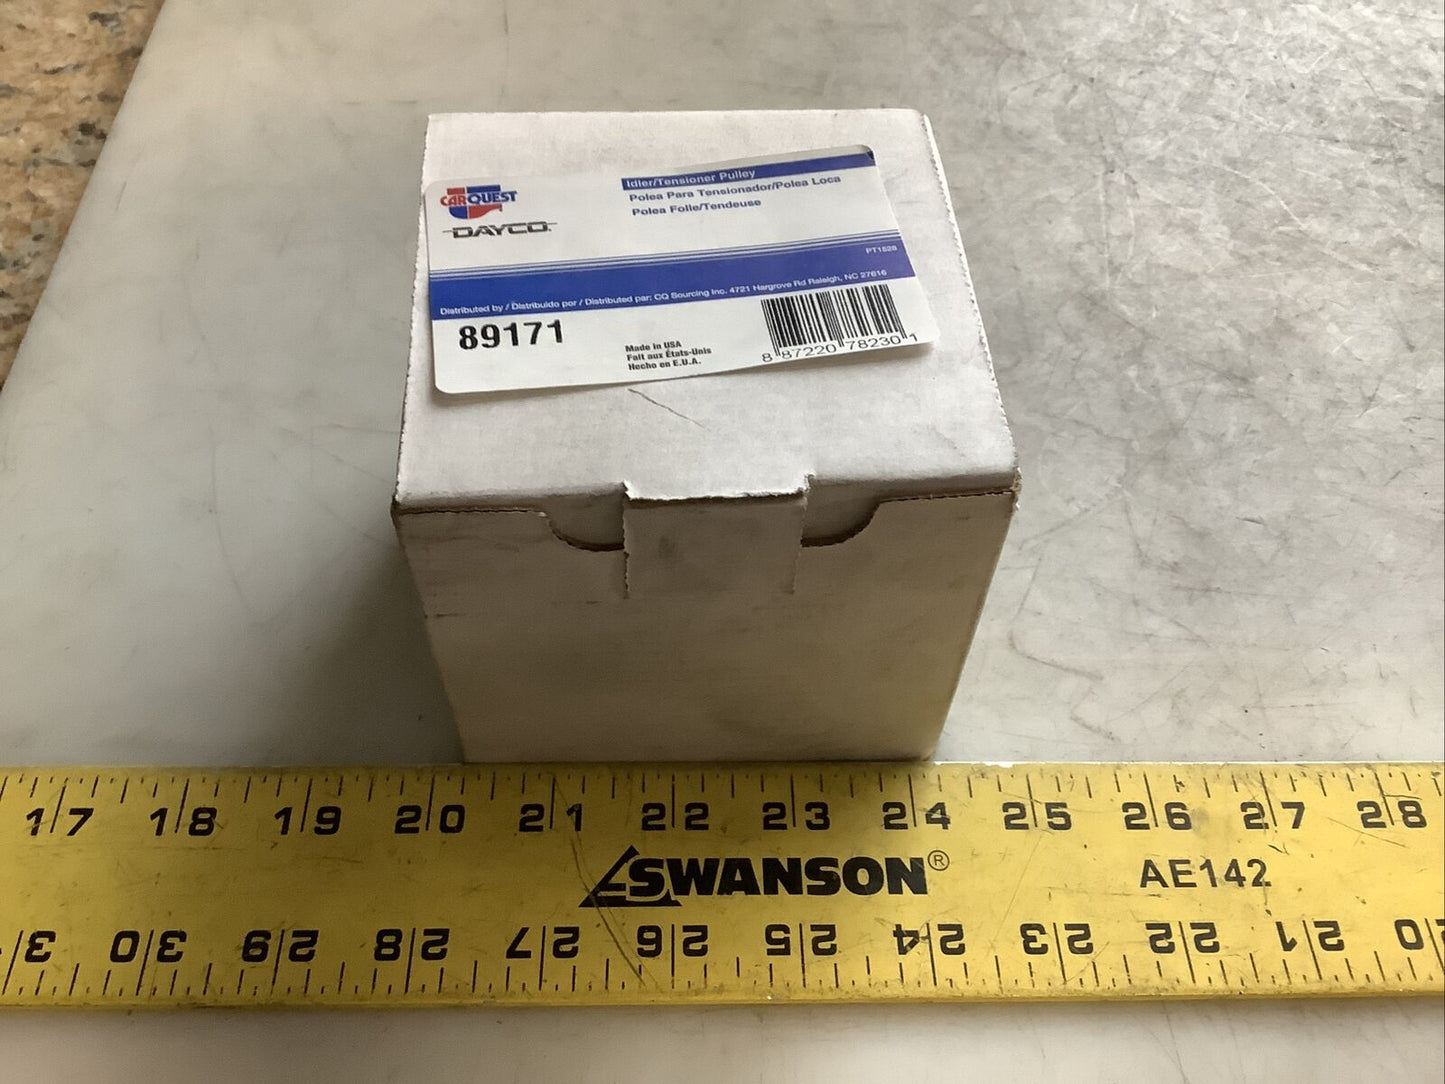 CARQUEST
DAYCO
Idler/Tensioner Pulley
Polea Para Tensionador/Polea Loca
Polea Folle/Tendeuse
PT1528
Distributed by / Distribuido por / Distributed par: CQ Sourcing Inc. 4721 Hargrove Rd Raleigh, NC 27616
89171
Made in USA
Fait aux États-Unis
Hecho en E.U.A.
8 87220 78230 1
17 18 19 20 21 22 23 24 25 26 27 28
SWANSON® AE142
31 30 29 28 27 26 25 24 23 22 21 20